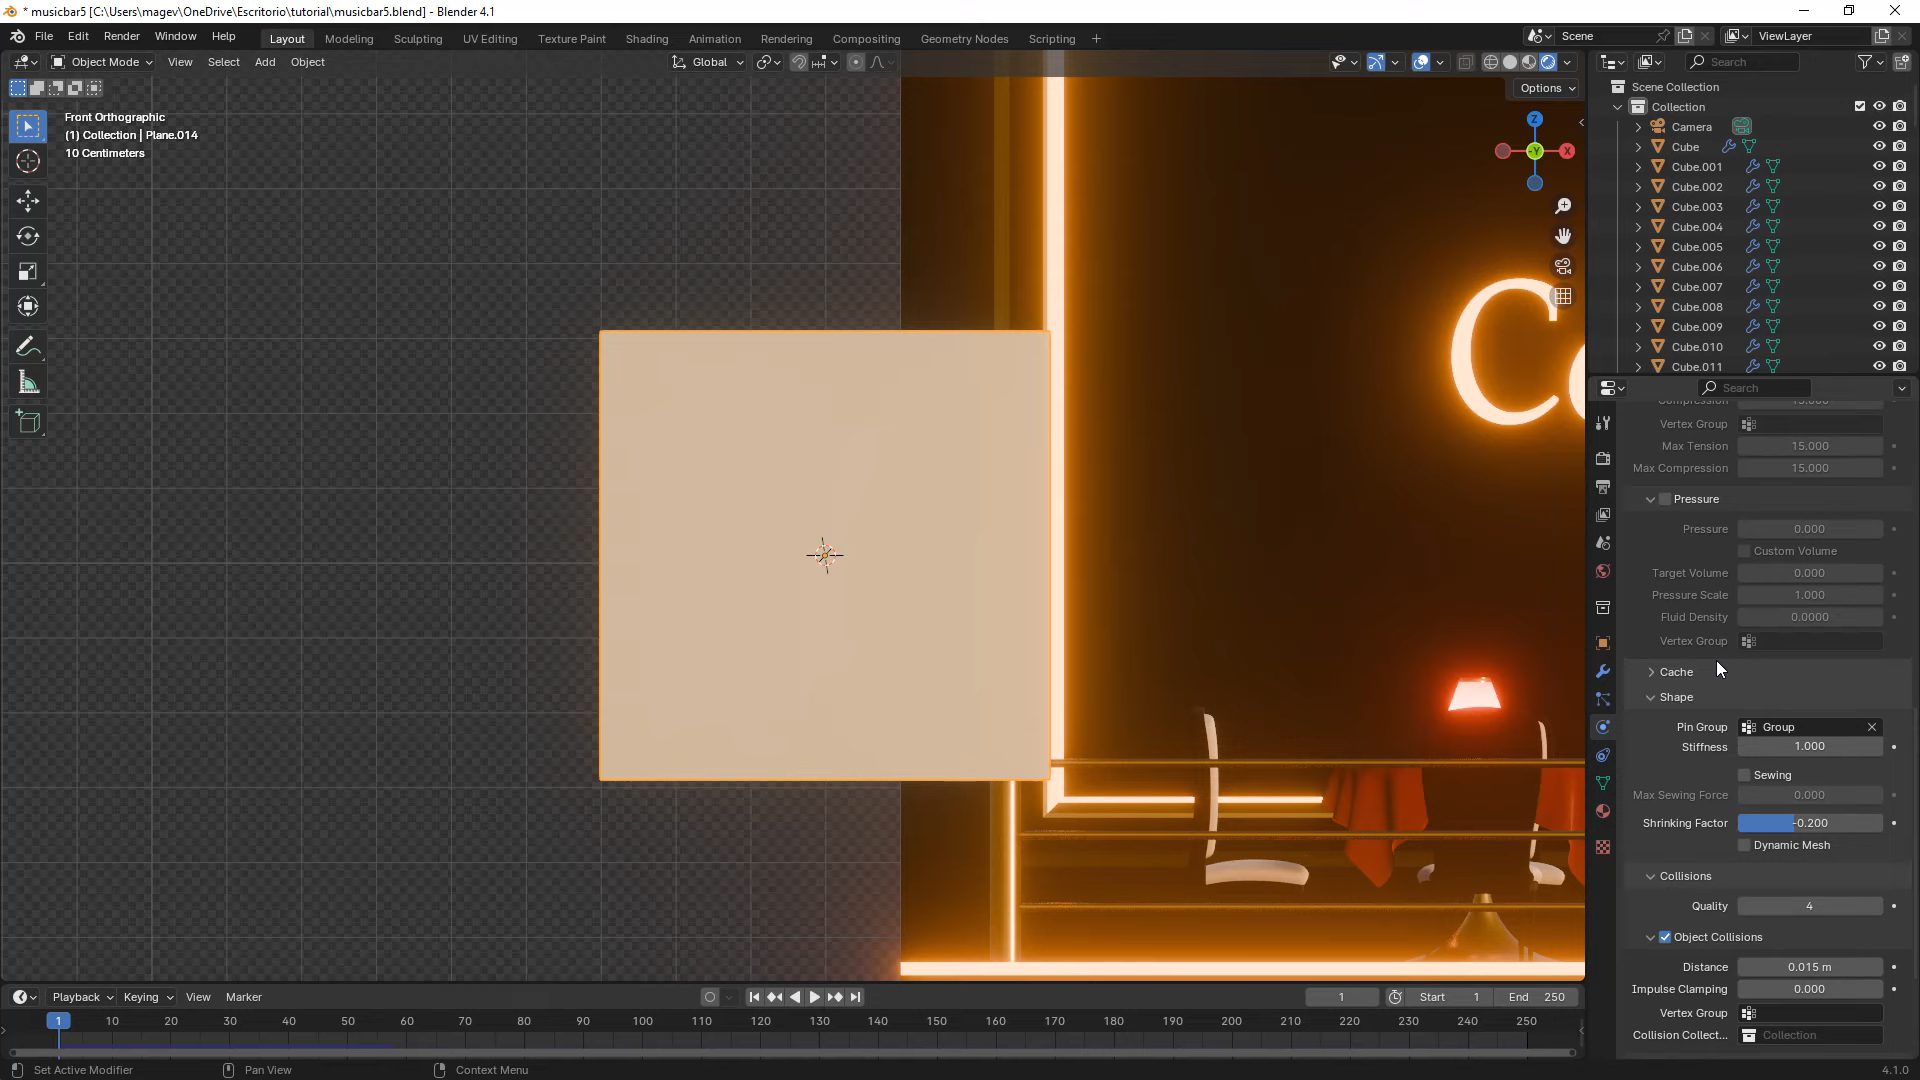 * musicbar5 [C:\Users\magev\OneDrive\Escritorio\tutorial\musicbar5.blend] - Blender 4.1
File Edit Render Window Help
Layout Modeling Sculpting UV Editing Texture Paint Shading Animation Rendering Compositing Geometry Nodes Scripting +
Scene
ViewLayer
Object Mode View Select Add Object
Global
Options
Search
Front Orthographic
(1) Collection | Plane.014
10 Centimeters
Z
X
-Y
Scene Collection
Collection
Camera
Cube
Cube.001
Cube.002
Cube.003
Cube.004
Cube.005
Cube.006
Cube.007
Cube.008
Cube.009
Cube.010
Cube.011
Search
Compression 15.000
Vertex Group
Max Tension 15.000
Max Compression 15.000
Pressure
Pressure 0.000
Custom Volume
Target Volume 0.000
Pressure Scale 1.000
Fluid Density 0.0000
Vertex Group
Cache
Shape
Pin Group Group
Stiffness 1.000
Sewing
Max Sewing Force 0.000
Shrinking Factor -0.200
Dynamic Mesh
Collisions
Quality 4
Object Collisions
Distance 0.015 m
Impulse Clamping 0.000
Vertex Group
Collision Collect... Collection
Playback Keying View Marker
1
Start 1 End 250
1 10 20 30 40 50 60 70 80 90 100 110 120 130 140 150 160 170 180 190 200 210 220 230 240 250
Set Active Modifier Pan View Context Menu
4.1.0